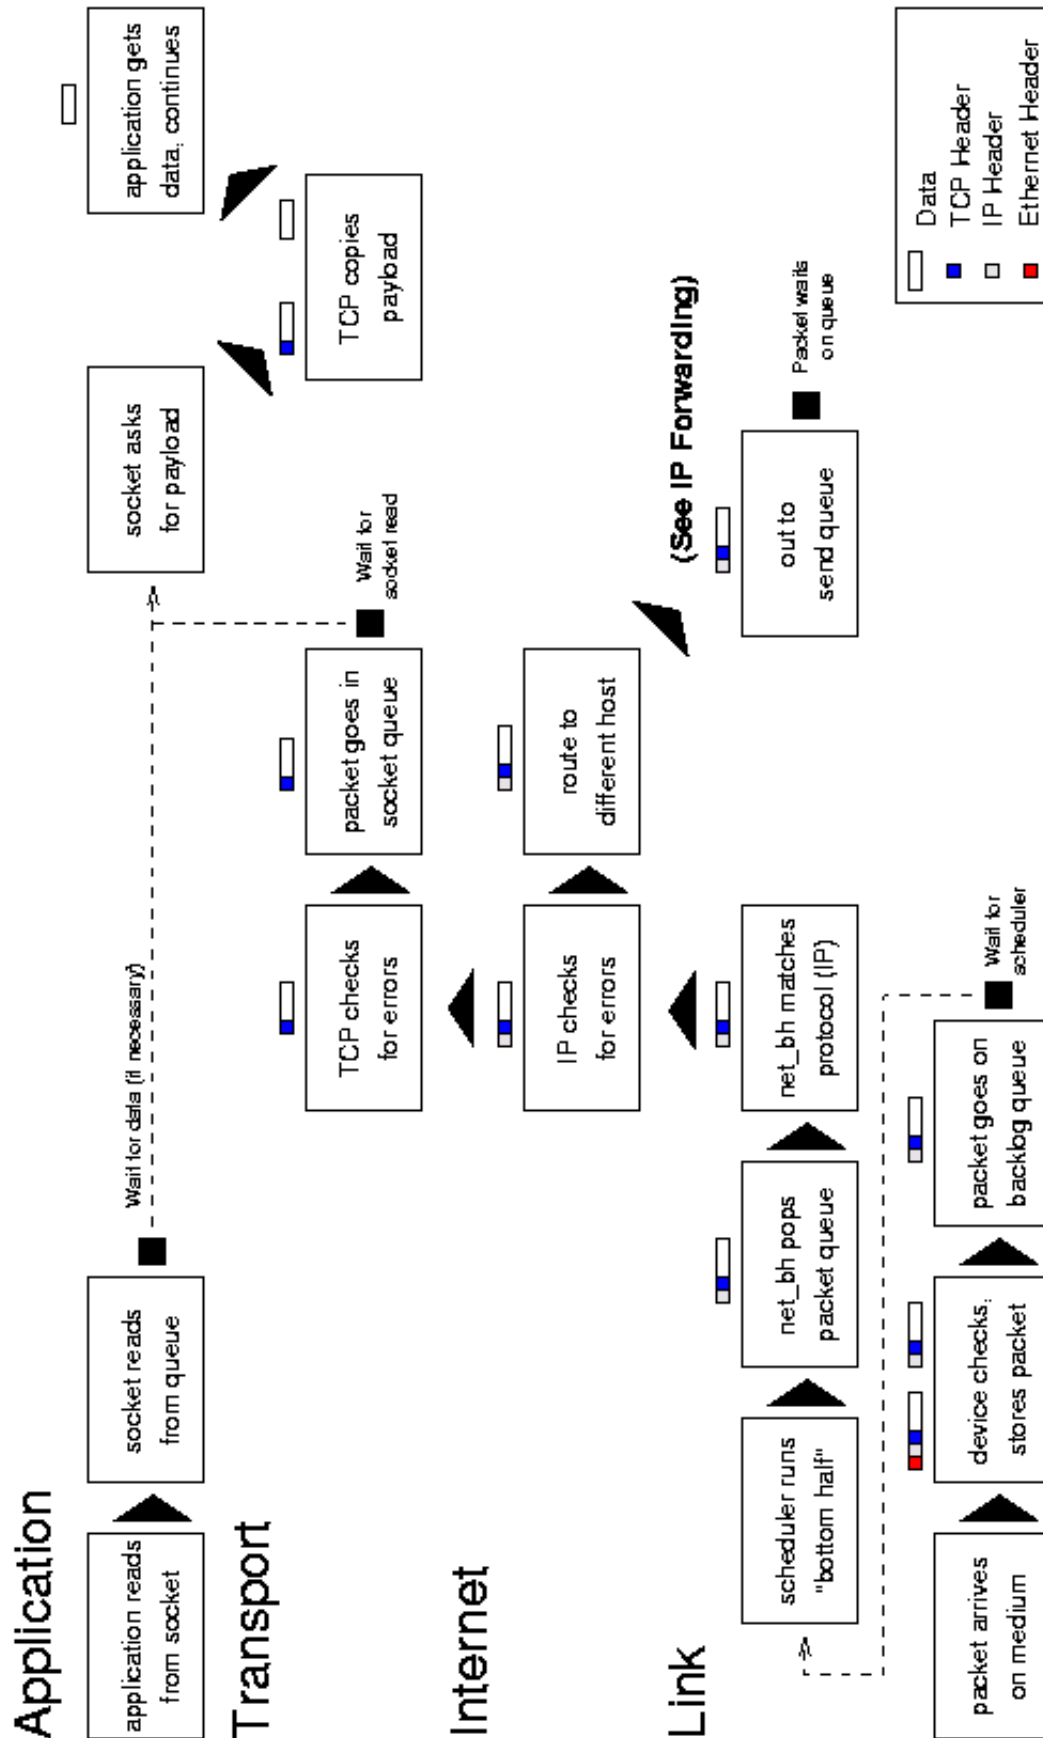 Application
application reads
from socket
socket reads
from queue
Wait for data (if necessary)
socket asks
for payload
application gets
data, continues
Transport
TCP checks
for errors
packet goes in
socket queue
Wait for
socket read
TCP copies
payload
Internet
IP checks
for errors
route to
different host
(See IP Forwarding)
Link
scheduler runs
"bottom half"
net_bh pops
packet queue
net_bh matches
protocol (IP)
out to
send queue
Packet waits
on queue
packet arrives
on medium
device checks,
stores packet
packet goes on
backlog queue
Wait for
scheduler
Data
TCP Header
IP Header
Ethernet Header